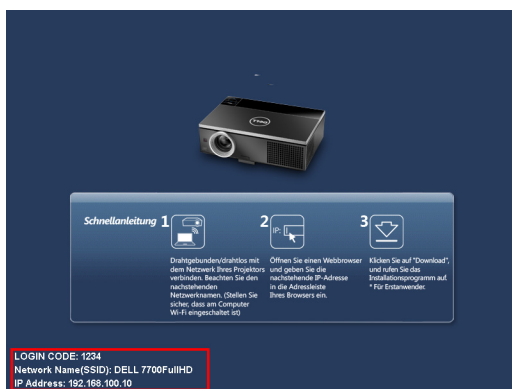 DELL
Schnellanleitung
1
2
3
IP:
Drahtgebunden/drahtlos mit
dem Netzwerk Ihres Projektors
verbinden. Beachten Sie den
nachstehenden
Netzwerknamen. (Stellen Sie
sicher, dass am Computer
Wi-Fi eingeschaltet ist)
Öffnen Sie einen Webbrowser
und geben Sie die
nachstehende IP-Adresse
in die Adressleiste
Ihres Browsers ein.
Klicken Sie auf "Download",
und rufen Sie das
Installationsprogramm auf.
* Für Erstanwender.
LOGIN CODE: 1234
Network Name(SSID): DELL 7700FullHD
IP Address: 192.168.100.10